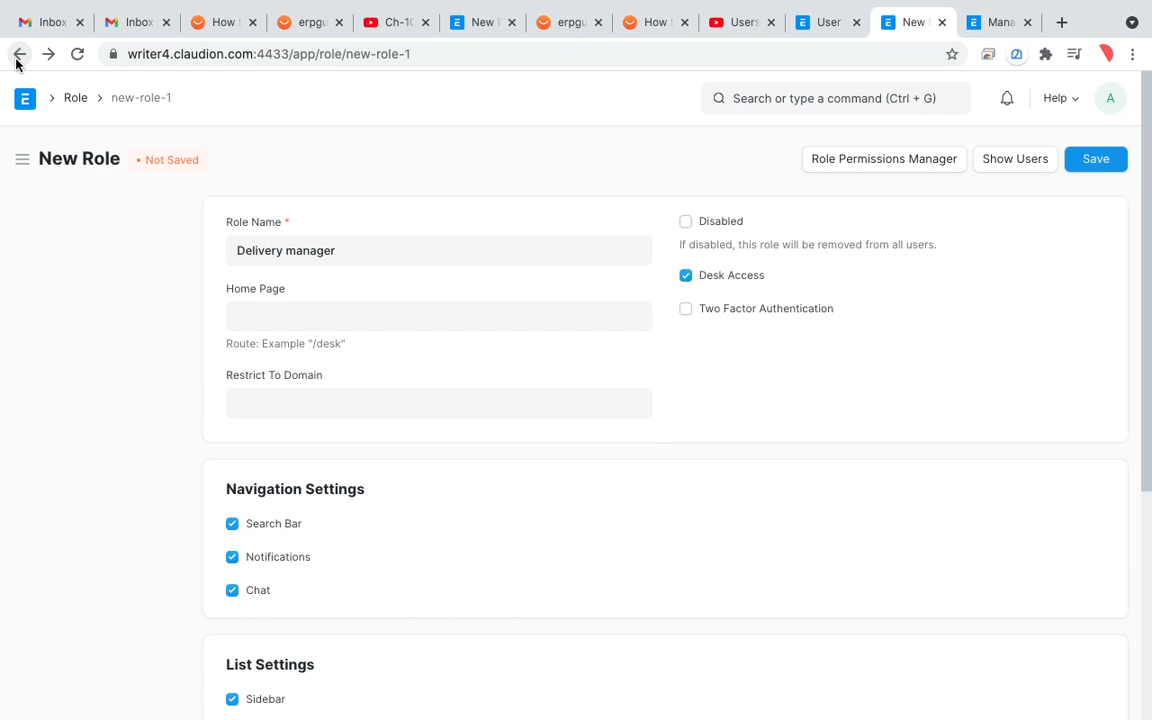 Inbox
Inbox
How t
erpgu
Ch-10
New F
erpgu
How t
Users
User
New
Mana
writer4.claudion.com:4433/app/role/new-role-1
E
Role
new-role-1
Search or type a command (Ctrl + G)
Help
A
New Role
• Not Saved
Role Permissions Manager
Show Users
Save
Role Name *
Delivery manager
Disabled
If disabled, this role will be removed from all users.
Home Page
Desk Access
Two Factor Authentication
Route: Example "/desk"
Restrict To Domain
Navigation Settings
Search Bar
Notifications
Chat
List Settings
Sidebar